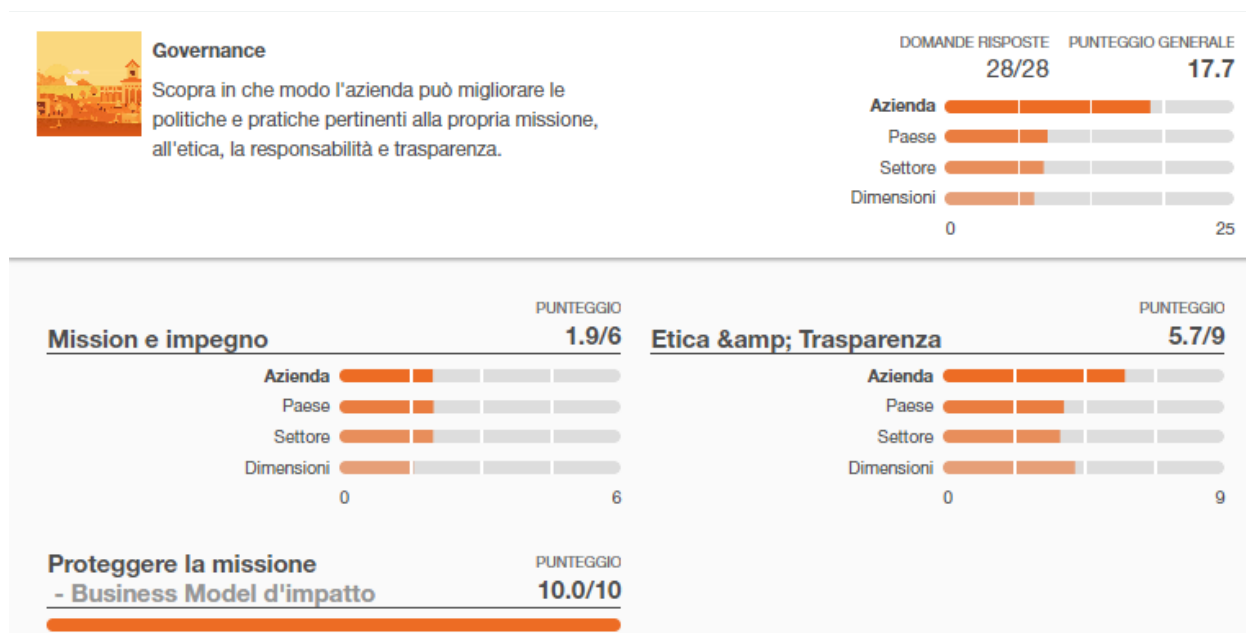 Governance
Scopra in che modo l'azienda può migliorare le
politiche e pratiche pertinenti alla propria missione,
all'etica, la responsabilità e trasparenza.
DOMANDE RISPOSTE PUNTEGGIO GENERALE
28/28 17.7
Azienda
Paese
Settore
Dimensioni
0 25
PUNTEGGIO
Mission e impegno 1.9/6
Azienda
Paese
Settore
Dimensioni
0 6
PUNTEGGIO
Etica &amp; Trasparenza 5.7/9
Azienda
Paese
Settore
Dimensioni
0 9
Proteggere la missione PUNTEGGIO
- Business Model d'impatto 10.0/10